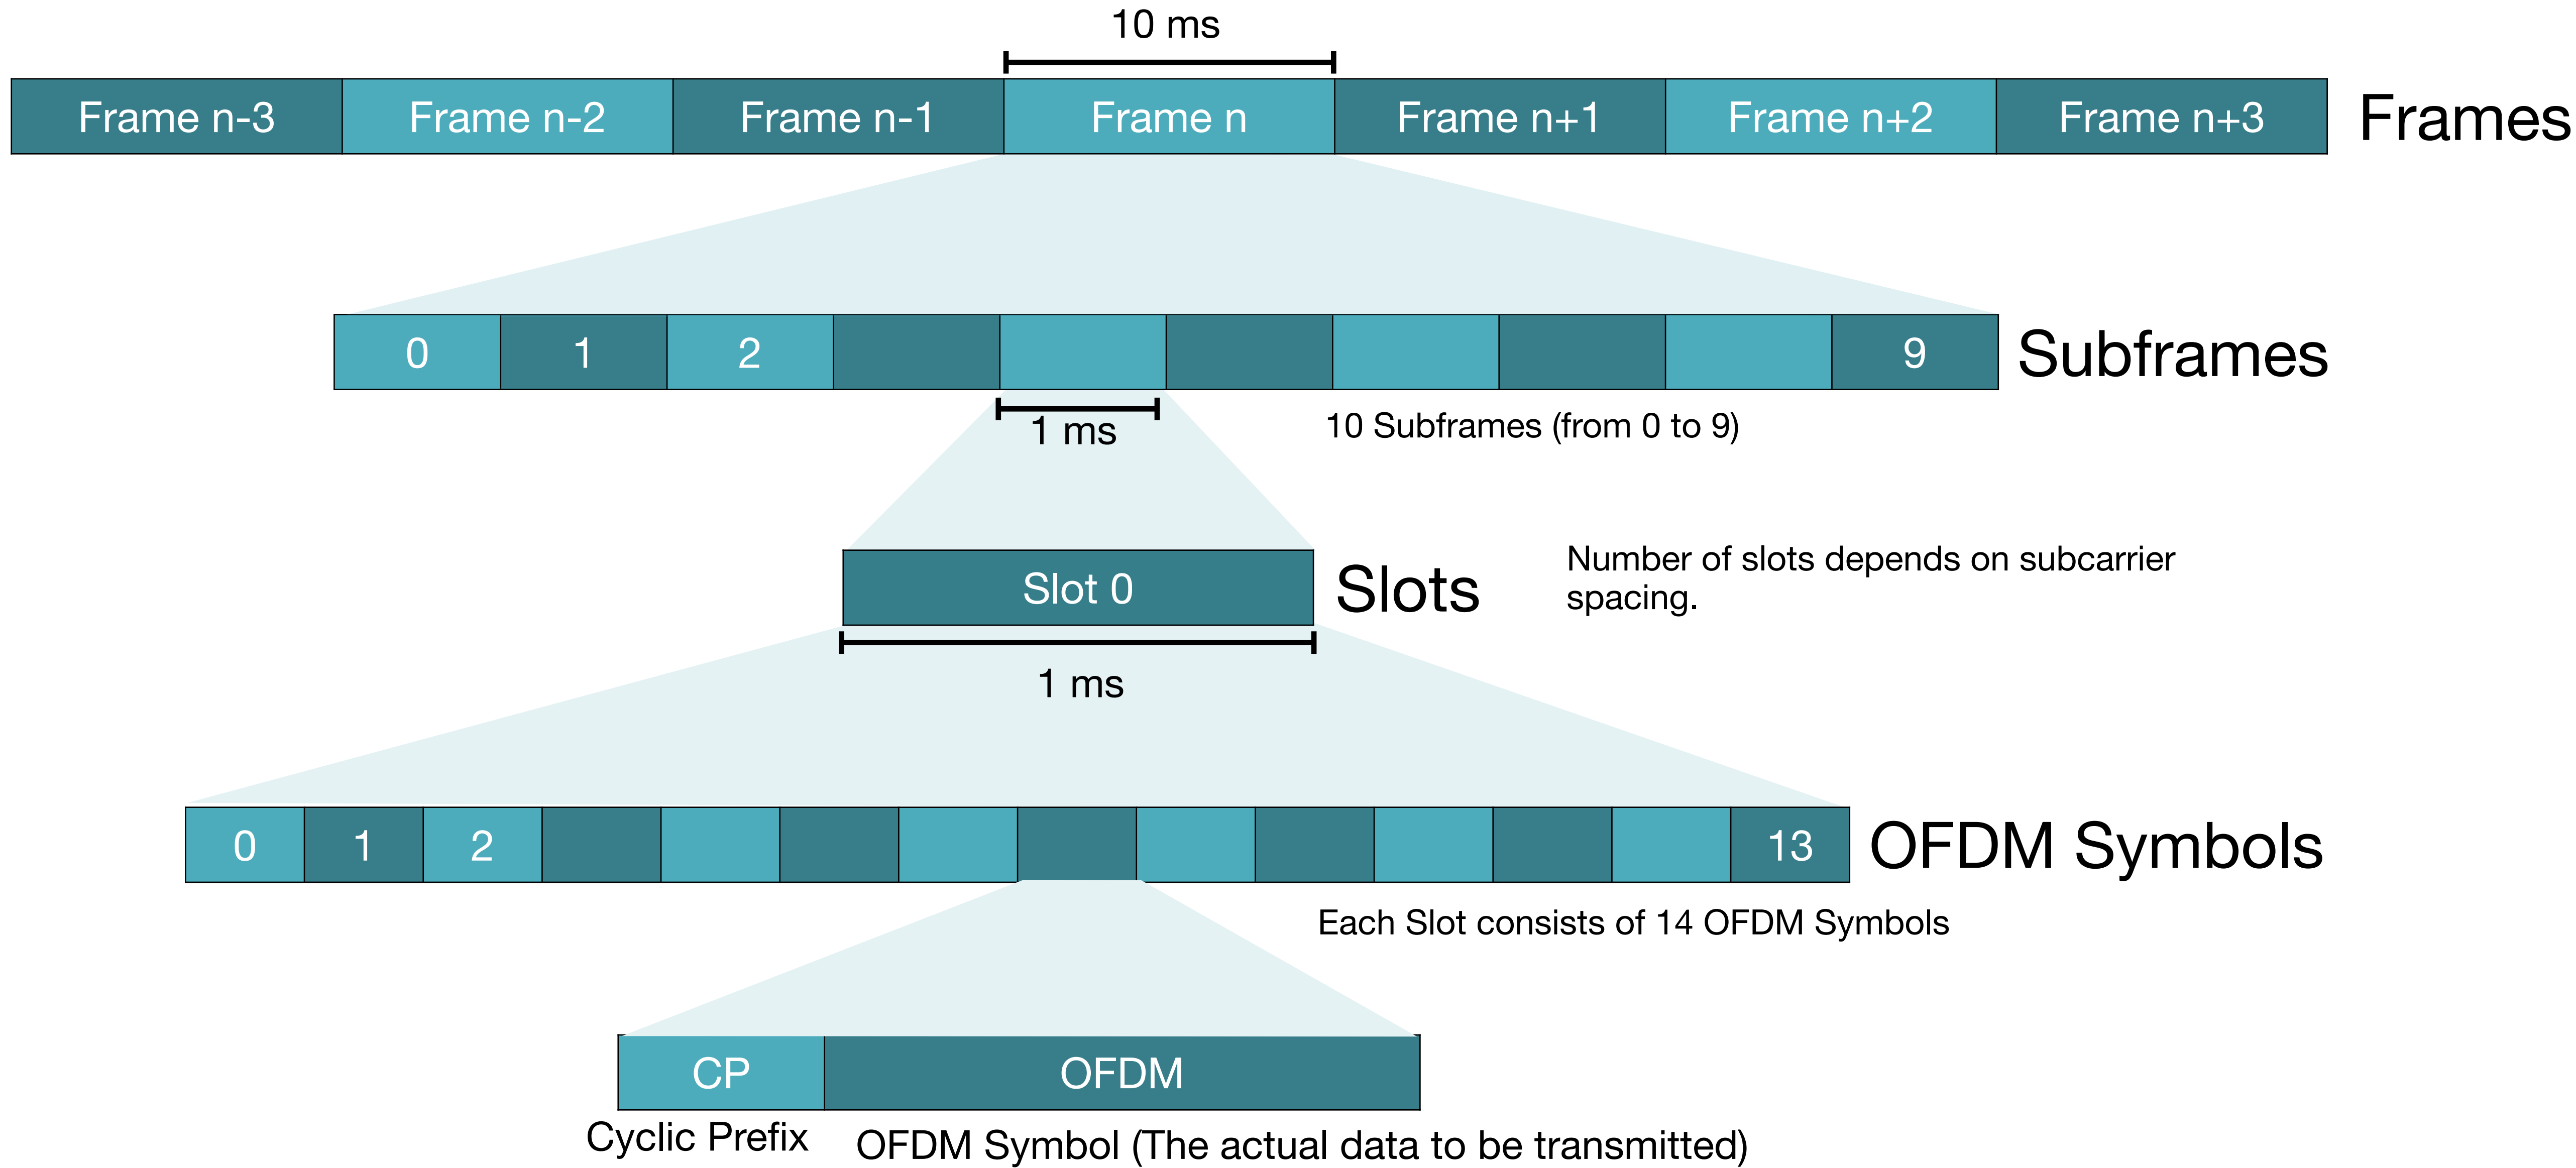 10 ms
Frame n-3 Frame n-2 Frame n-1 Frame n Frame n+1 Frame n+2 Frame n+3 Frames
0 1 2 9 Subframes
1 ms
10 Subframes (from 0 to 9)
Slot 0 Slots
Number of slots depends on subcarrier
spacing.
1 ms
0 1 2 13 OFDM Symbols
Each Slot consists of 14 OFDM Symbols
CP OFDM
Cyclic Prefix
OFDM Symbol (The actual data to be transmitted)